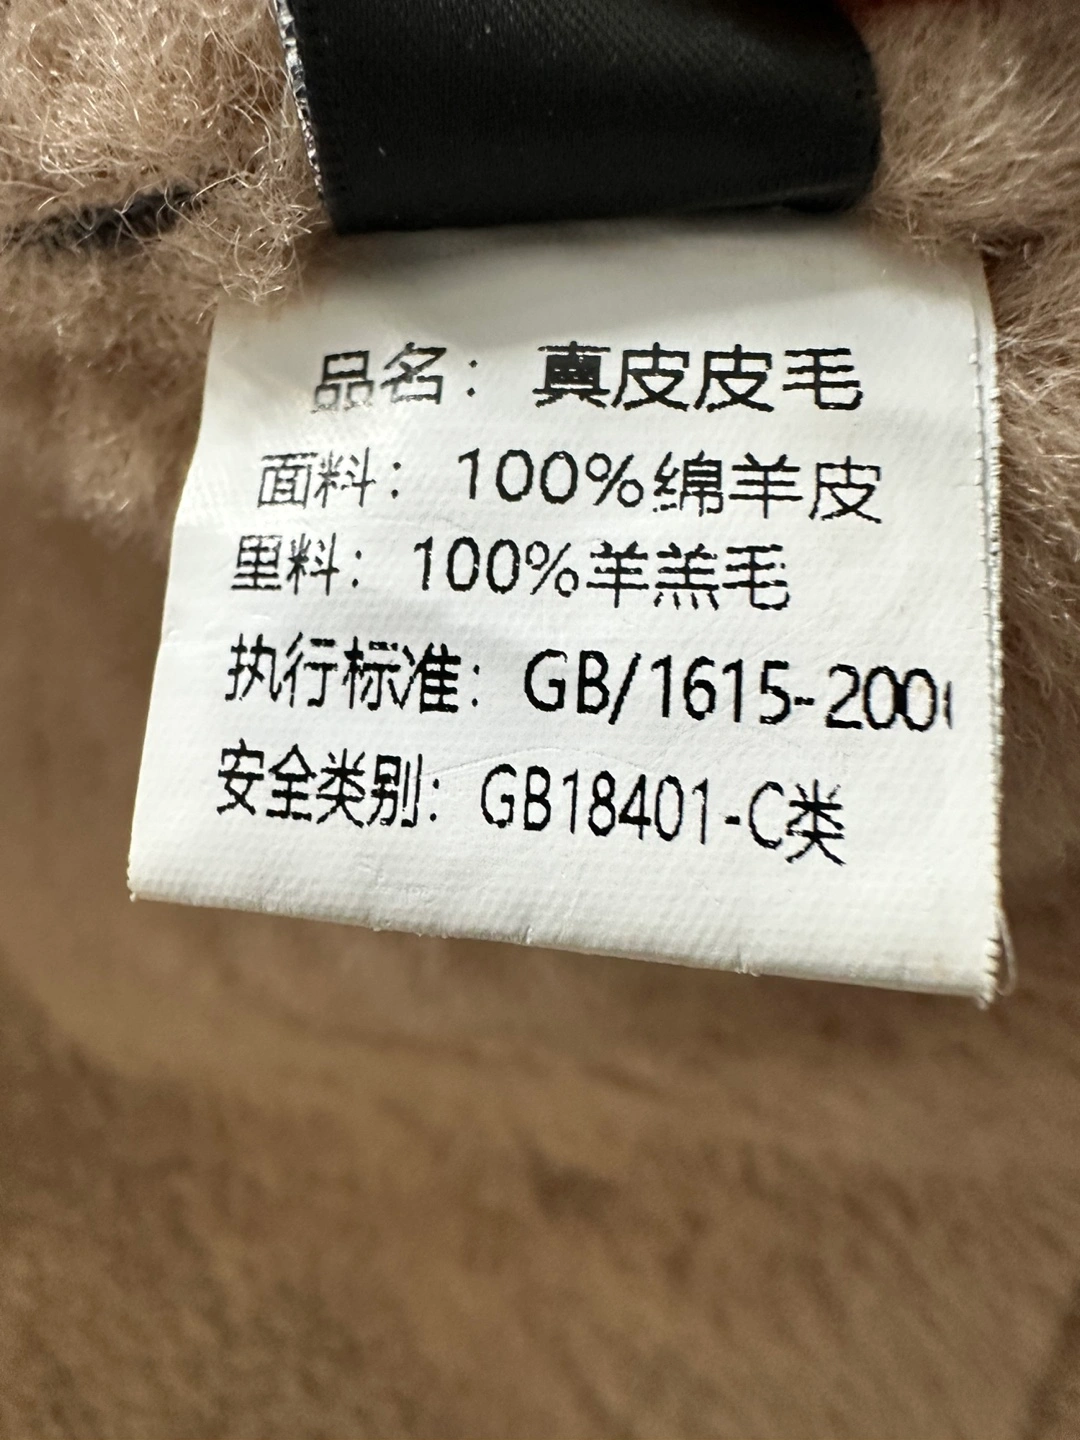 品名：真皮皮毛
面料：100%绵羊皮
里料：100%羊羔毛
执行标准：GB/1615-200
安全类别：GB18401-C类